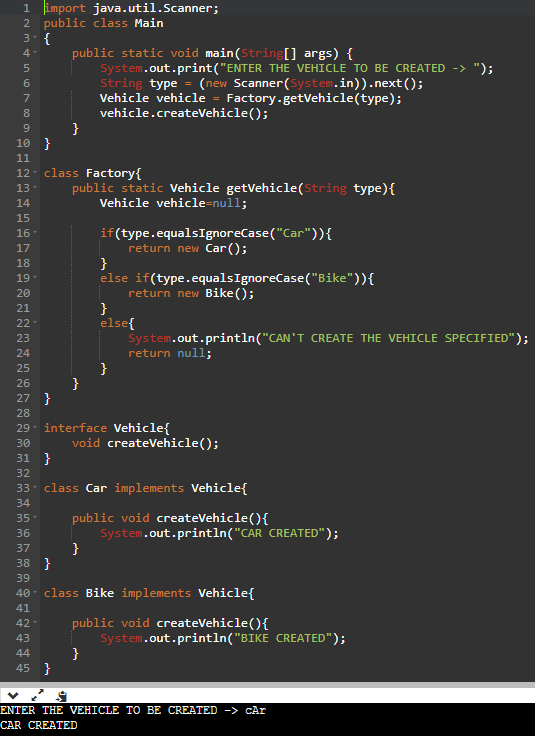 1 import java.util.Scanner;
2 public class Main
3 {
4 public static void main(String[] args) {
5 System.out.print("ENTER THE VEHICLE TO BE CREATED -> ");
6 String type = (new Scanner(System.in)).next();
7 Vehicle vehicle = Factory.getVehicle(type);
8 vehicle.createVehicle();
9 }
10 }
11
12 class Factory{
13 public static Vehicle getVehicle(String type){
14 Vehicle vehicle=null;
15
16 if(type.equalsIgnoreCase("Car")){
17 return new Car();
18 }
19 else if(type.equalsIgnoreCase("Bike")){
20 return new Bike();
21 }
22 else{
23 System.out.println("CAN'T CREATE THE VEHICLE SPECIFIED");
24 return null;
25 }
26 }
27 }
28
29 interface Vehicle{
30 void createVehicle();
31 }
32
33 class Car implements Vehicle{
34
35 public void createVehicle(){
36 System.out.println("CAR CREATED");
37 }
38 }
39
40 class Bike implements Vehicle{
41
42 public void createVehicle(){
43 System.out.println("BIKE CREATED");
44 }
45 }
ENTER THE VEHICLE TO BE CREATED -> cAr
CAR CREATED